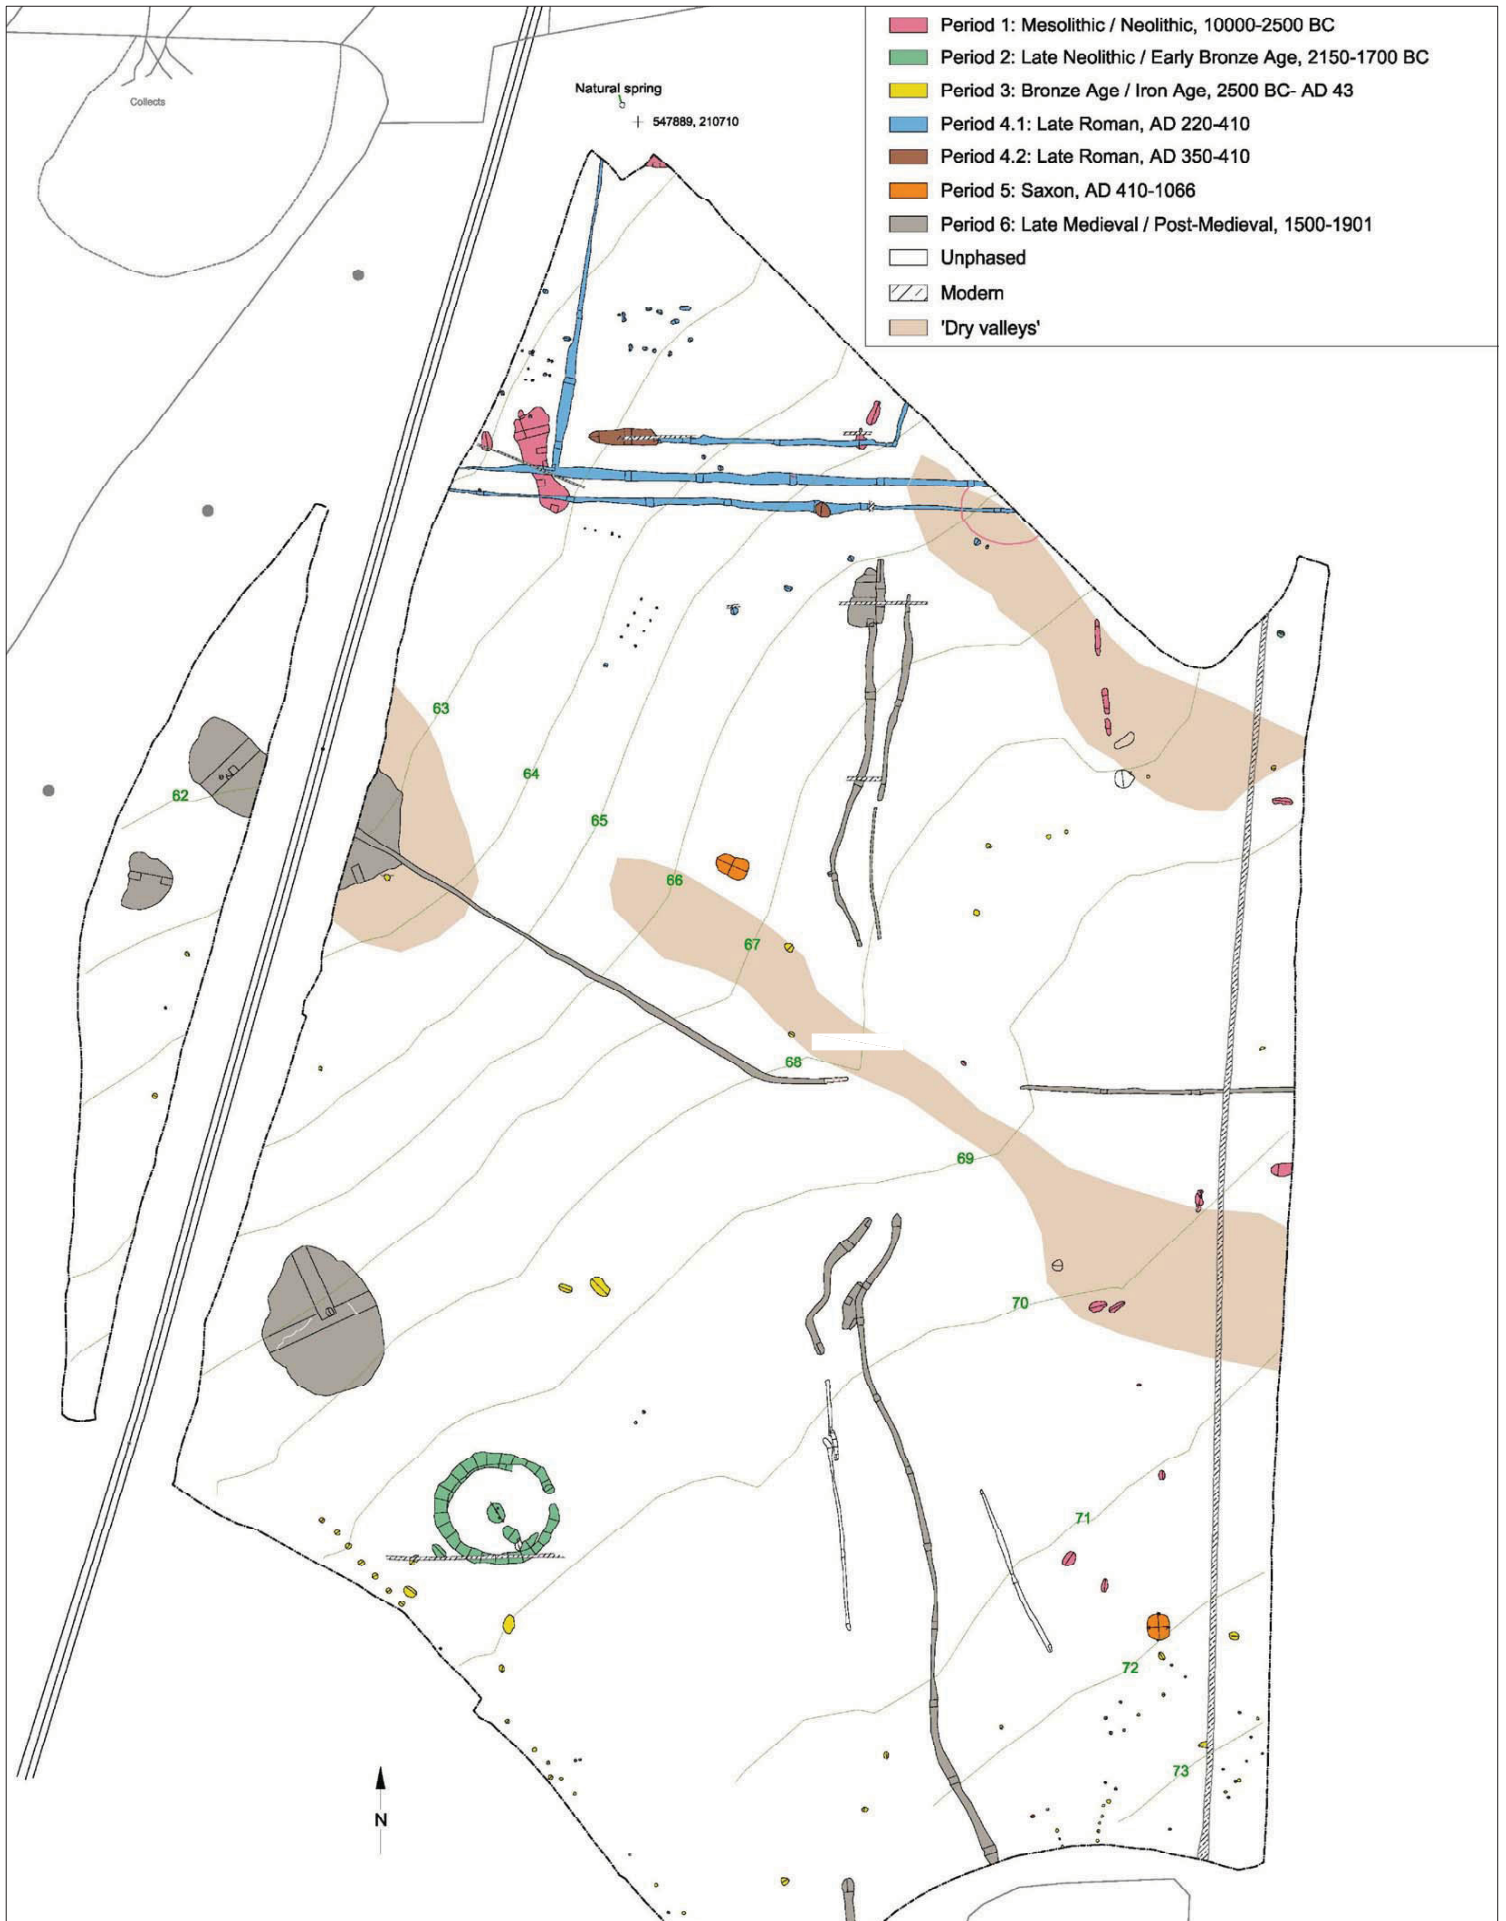 Period 1: Mesolithic / Neolithic, 10000-2500 BC
Period 2: Late Neolithic / Early Bronze Age, 2150-1700 BC
Period 3: Bronze Age / Iron Age, 2500 BC- AD 43
Period 4.1: Late Roman, AD 220-410
Period 4.2: Late Roman, AD 350-410
Period 5: Saxon, AD 410-1066
Period 6: Late Medieval / Post-Medieval, 1500-1901
Unphased
Modern
'Dry valleys'
Collects
Natural spring
547889, 210710
63
64
62
65
66
67
68
69
70
71
72
73
N